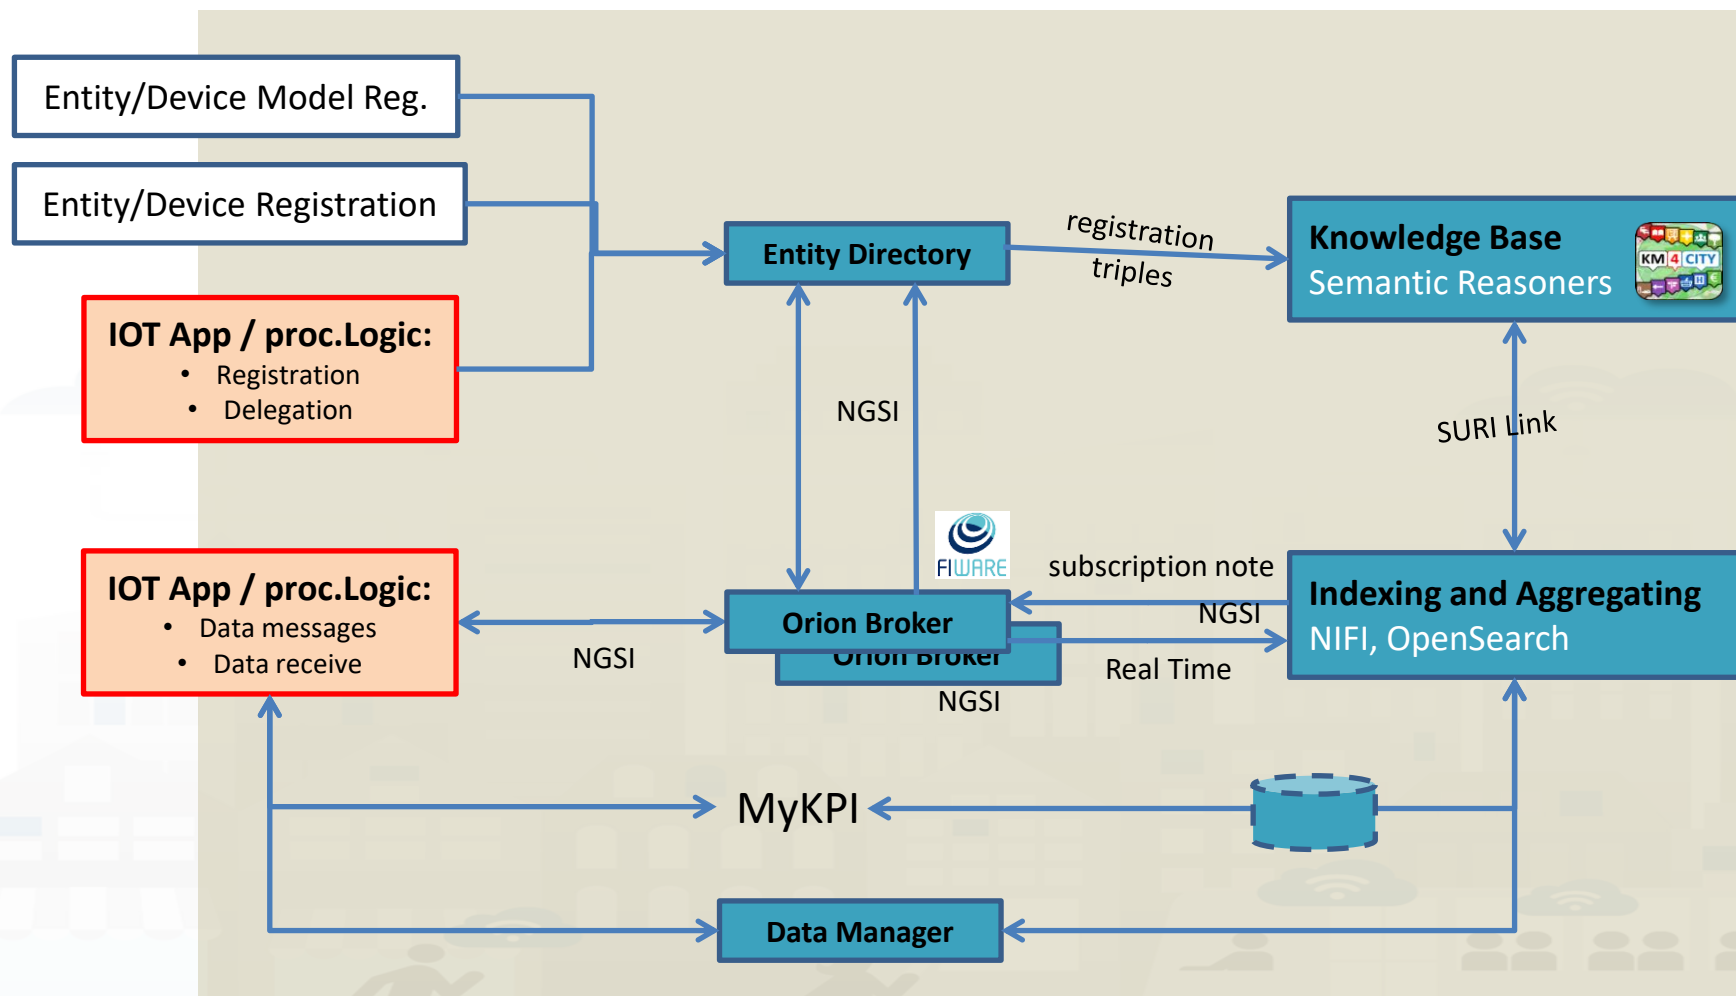 Entity/Device Model Reg.
Entity/Device Registration
IOT App / proc.Logic:
• Registration
• Delegation
Entity Directory
registration
triples
Knowledge Base
Semantic Reasoners
KM 4 CITY
NGSI
SURI Link
FIWARE
IOT App / proc.Logic:
• Data messages
• Data receive
NGSI
Orion Broker
Orion Broker
NGSI
subscription note
NGSI
Real Time
Indexing and Aggregating
NIFI, OpenSearch
MyKPI
Data Manager